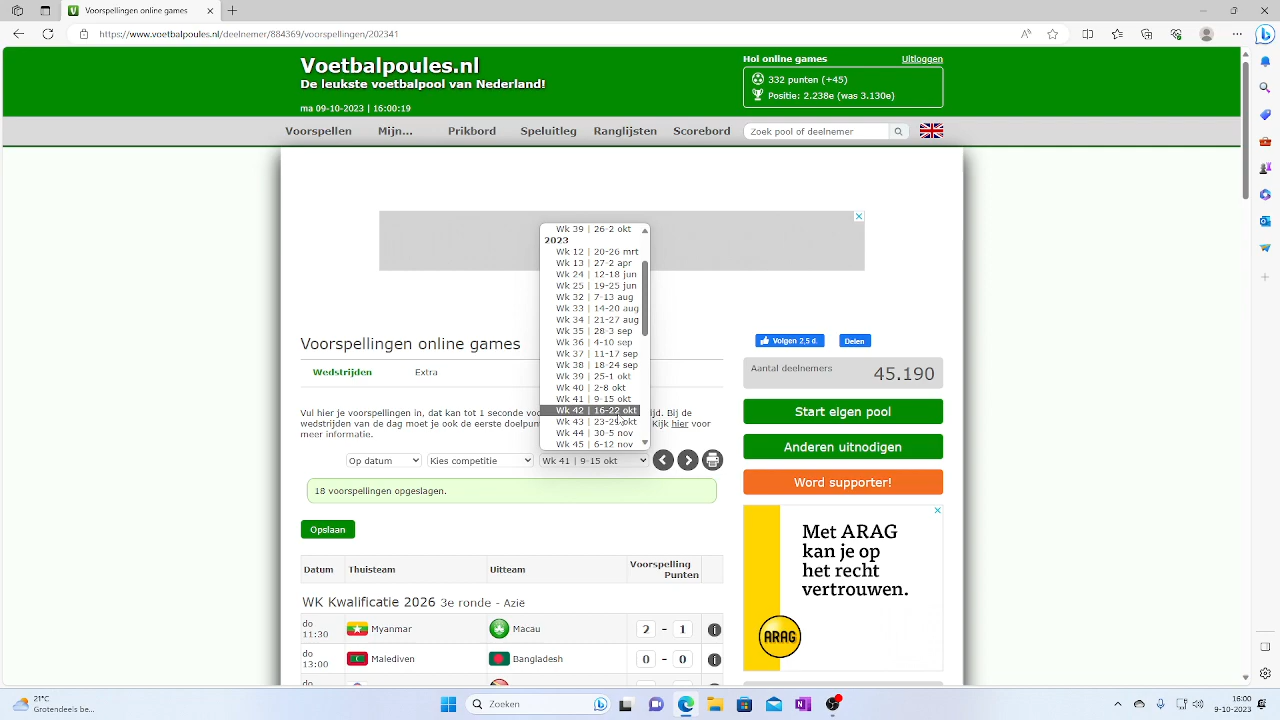 Voetbalpoules.nl
https://www.voetbalpoules.nl/deelnemer/884369/voorspellingen/202341
Voetbalpoules.nl
De leukste voetbalpool van Nederland!
ma 09-10-2023 | 16:00:19
Hoi online games
Uitloggen
332 punten (+45)
Positie: 2.238e (was 3.130e)
Voorspellen
Mijn...
Prikbord
Speluitleg
Ranglijsten
Scorebord
Zoek pool of deelnemer
Wk 39 | 26-2 okt
2023
Wk 12 | 20-26 mrt
Wk 13 | 27-2 apr
Wk 24 | 12-18 jun
Wk 25 | 19-25 jun
Wk 32 | 7-13 aug
Wk 33 | 14-20 aug
Wk 34 | 21-27 aug
Wk 35 | 28-3 sep
Wk 36 | 4-10 sep
Wk 37 | 11-17 sep
Wk 38 | 18-24 sep
Wk 39 | 25-1 okt
Wk 40 | 2-8 okt
Wk 41 | 9-15 okt
Wk 42 | 16-22 okt
Wk 43 | 23-29 okt
Wk 44 | 30-5 nov
Wk 45 | 6-12 nov
Voorspellingen online games
Wedstrijden
Extra
Vul hier je voorspellingen in, dat kan tot 1 seconde voo
ijd. Bij de
wedstrijden van de dag moet je ook de eerste doelpun
Kijk hier voor
meer informatie.
Op datum
Kies competitie
Wk 41 | 9-15 okt
18 voorspellingen opgeslagen.
Opslaan
Datum
Thuisteam
Uitteam
Voorspelling
Punten
WK Kwalificatie 2026 3e ronde - Azië
do
11:30
Myanmar
Macau
2 - 1
do
13:00
Malediven
Bangladesh
0 - 0
Volgen 2,5 d.
Delen
Aantal deelnemers
45.190
Start eigen pool
Anderen uitnodigen
Word supporter!
Met ARAG
kan je op
het recht
vertrouwen.
ARAG
21°C
Grotendeels be...
Zoeken
16:00
9-10-2023